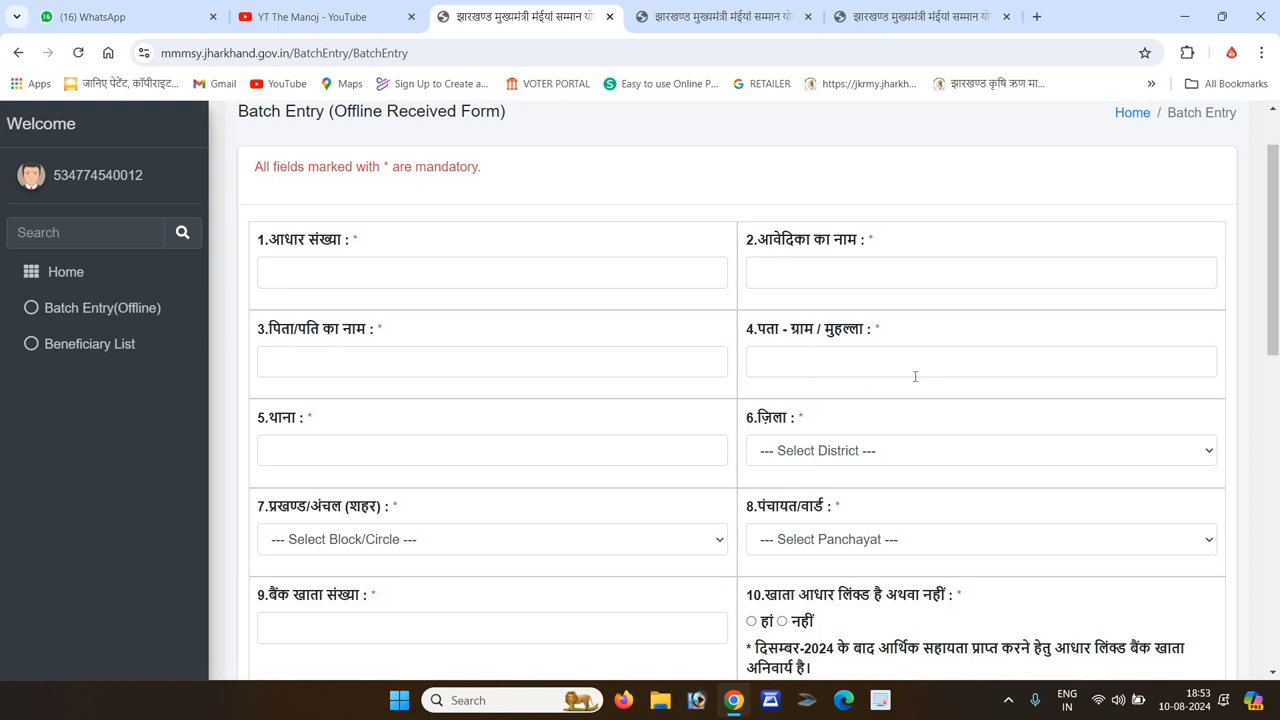 (16) WhatsApp
YT The Manoj - YouTube
झारखण्ड मुख्यमंत्री मंईयां सम्मान यो
झारखण्ड मुख्यमंत्री मंईयां सम्मान यो
झारखण्ड मुख्यमंत्री मंईयां सम्मान यो
mmmsy.jharkhand.gov.in/BatchEntry/BatchEntry
Apps
जानिए पेटेंट, कॉपीराइट...
Gmail
YouTube
Maps
Sign Up to Create a...
VOTER PORTAL
Easy to use Online P...
RETAILER
https://jkrmy.jharkh...
झारखण्ड कृषि ऋण मा...
All Bookmarks
Welcome
534774540012
Search
Home
Batch Entry(Offline)
Beneficiary List
Batch Entry (Offline Received Form)
Home / Batch Entry
All fields marked with * are mandatory.
1.आधार संख्या : *
2.आवेदिका का नाम : *
3.पिता/पति का नाम : *
4.पता - ग्राम / मुहल्ला : *
5.थाना : *
6.ज़िला : *
--- Select District ---
7.प्रखण्ड/अंचल (शहर) : *
8.पंचायत/वार्ड : *
--- Select Block/Circle ---
--- Select Panchayat ---
9.बैंक खाता संख्या : *
10.खाता आधार लिंक्ड है अथवा नहीं : *
हां नहीं
* दिसम्बर-2024 के बाद आर्थिक सहायता प्राप्त करने हेतु आधार लिंक्ड बैंक खाता
अनिवार्य है।
Search
ENG
IN
18:53
10-08-2024